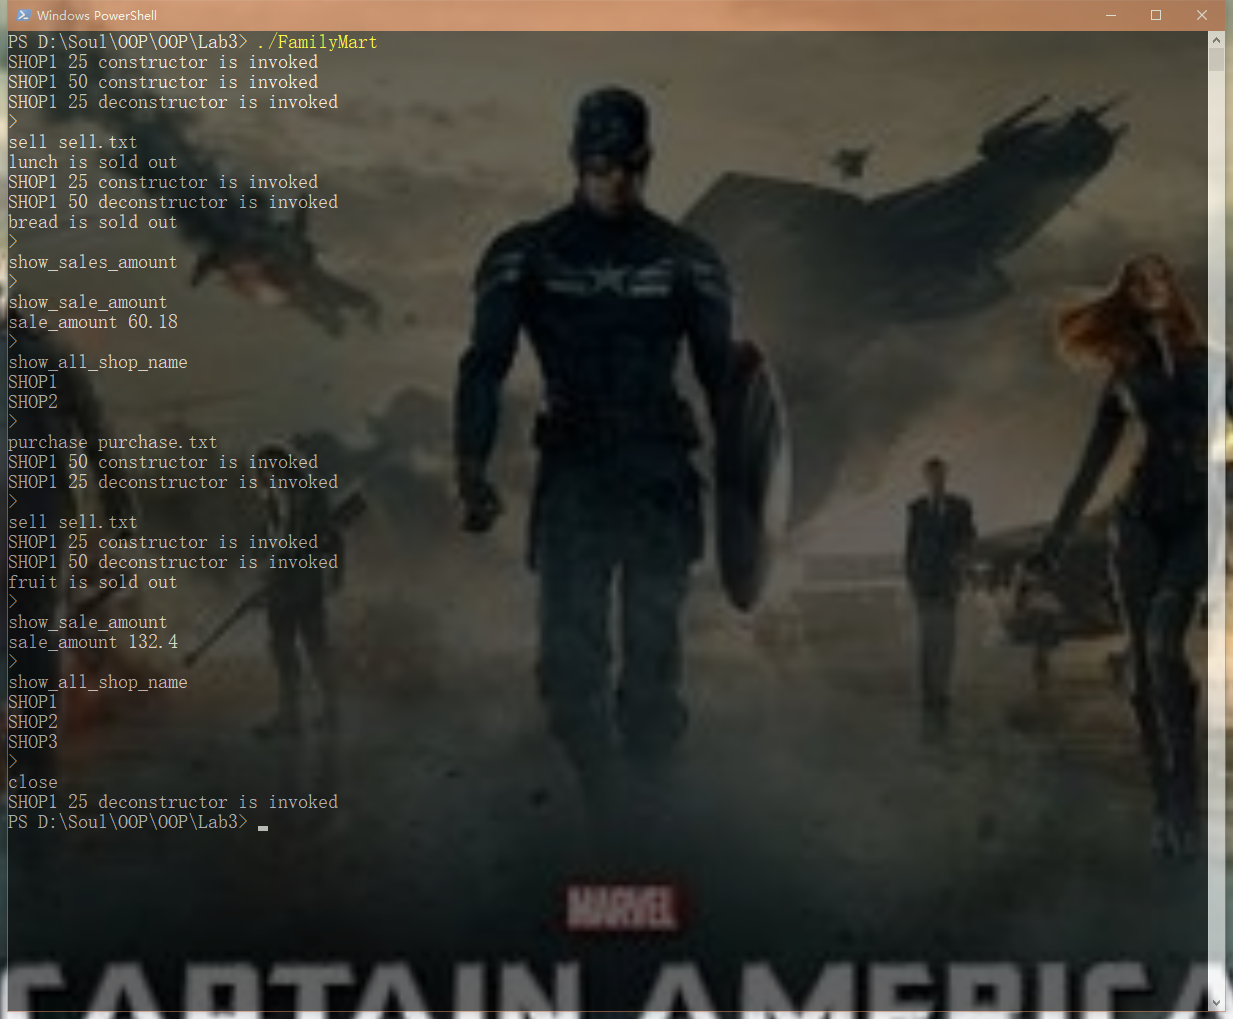 Windows PowerShell
PS D:\Soul\OOP\OOP\Lab3> ./FamilyMart
SHOP1 25 constructor is invoked
SHOP1 50 constructor is invoked
SHOP1 25 deconstructor is invoked
>
sell sell.txt
lunch is sold out
SHOP1 25 constructor is invoked
SHOP1 50 deconstructor is invoked
bread is sold out
>
show_sales_amount
>
show_sale_amount
sale_amount 60.18
>
show_all_shop_name
SHOP1
SHOP2
>
purchase purchase.txt
SHOP1 50 constructor is invoked
SHOP1 25 deconstructor is invoked
>
sell sell.txt
SHOP1 25 constructor is invoked
SHOP1 50 deconstructor is invoked
fruit is sold out
>
show_sale_amount
sale_amount 132.4
>
show_all_shop_name
SHOP1
SHOP2
SHOP3
>
close
SHOP1 25 deconstructor is invoked
PS D:\Soul\OOP\OOP\Lab3>
MARVEL
CAPTAIN AMERICA